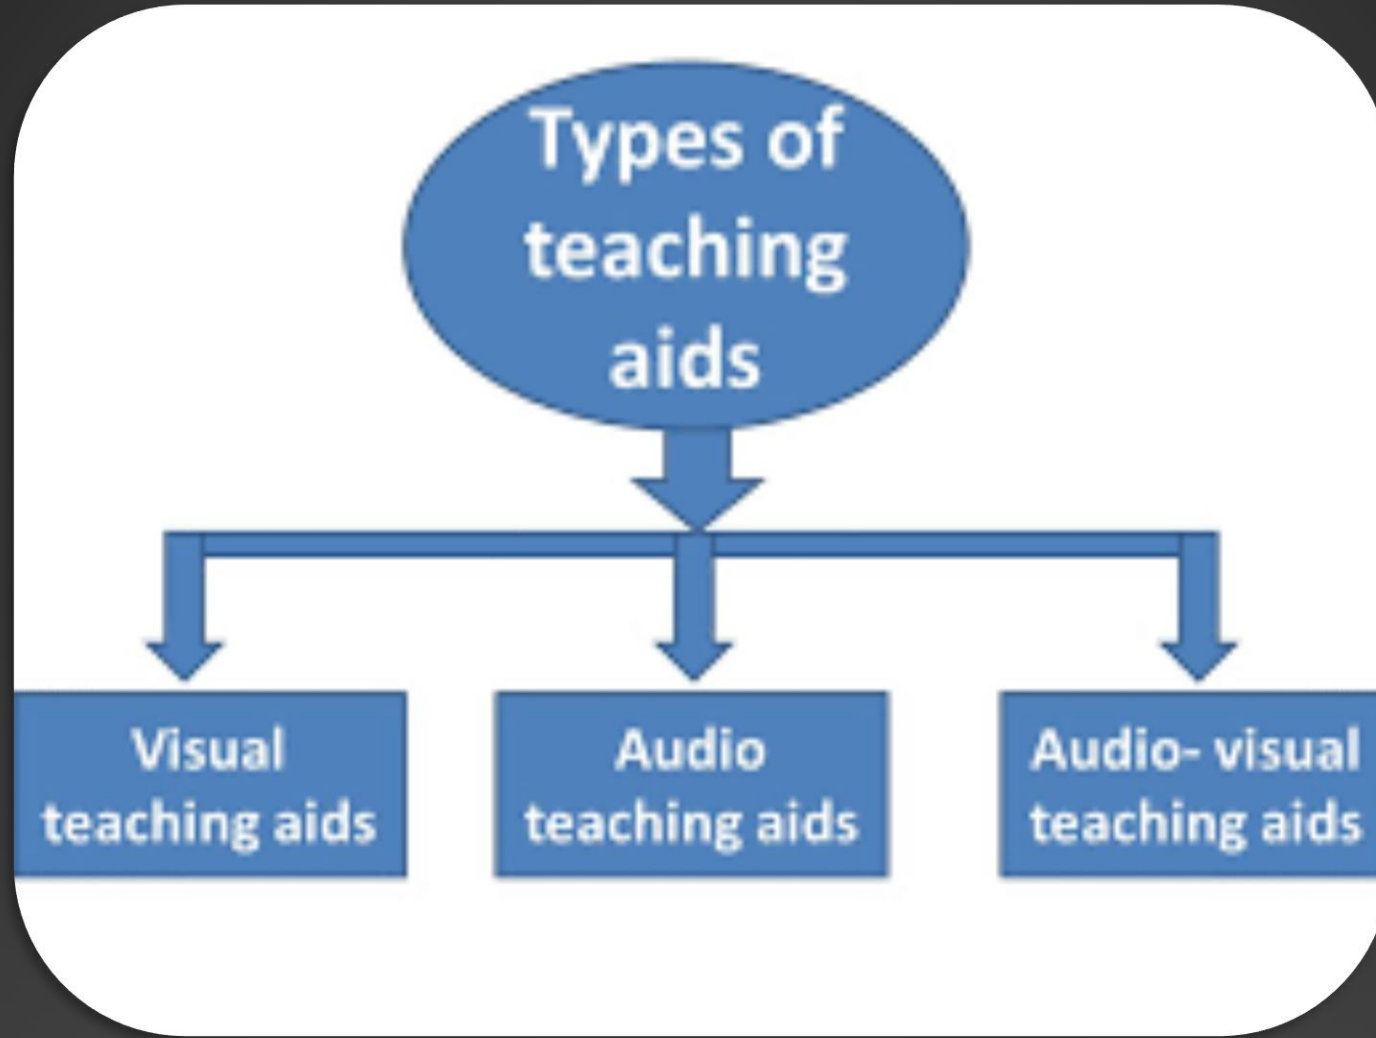 Types of
teaching
aids
Visual
teaching aids
Audio
teaching aids
Audio- visual
teaching aids